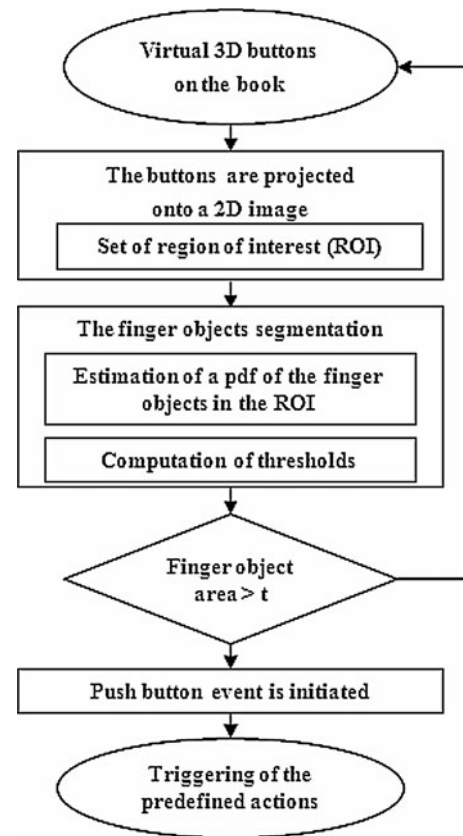 Virtual 3D buttons
on the book
The buttons are projected
onto a 2D image
Set of region of interest (ROI)
The finger objects segmentation
Estimation of a pdf of the finger
objects in the ROI
Computation of thresholds
Finger object
area > t
Push button event is initiated
Triggering of the
predefined actions